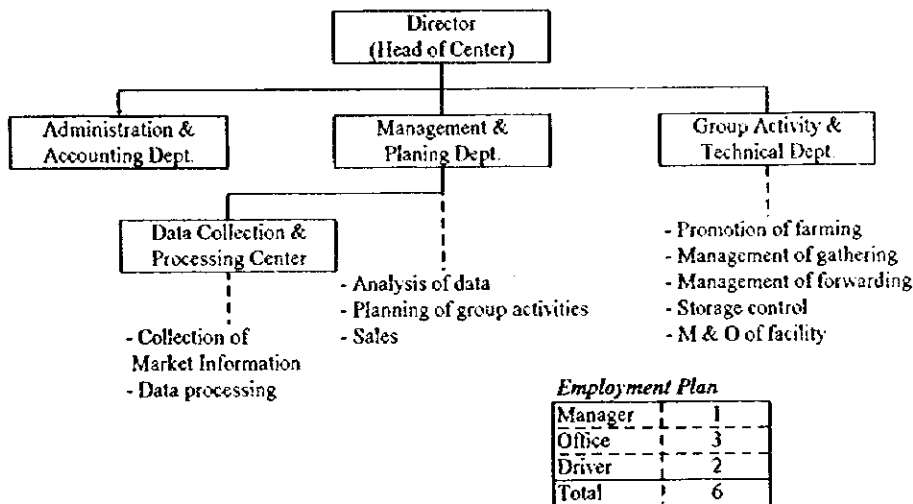 Director
(Head of Center)
Administration &
Accounting Dept.
Management &
Planing Dept.
Group Activity &
Technical Dept.
Data Collection &
Processing Center
- Collection of
Market Information
- Data processing
- Analysis of data
- Planning of group activities
- Sales
- Promotion of farming
- Management of gathering
- Management of forwarding
- Storage control
- M & O of facility
Employment Plan
Manager 1
Office 3
Driver 2
Total 6